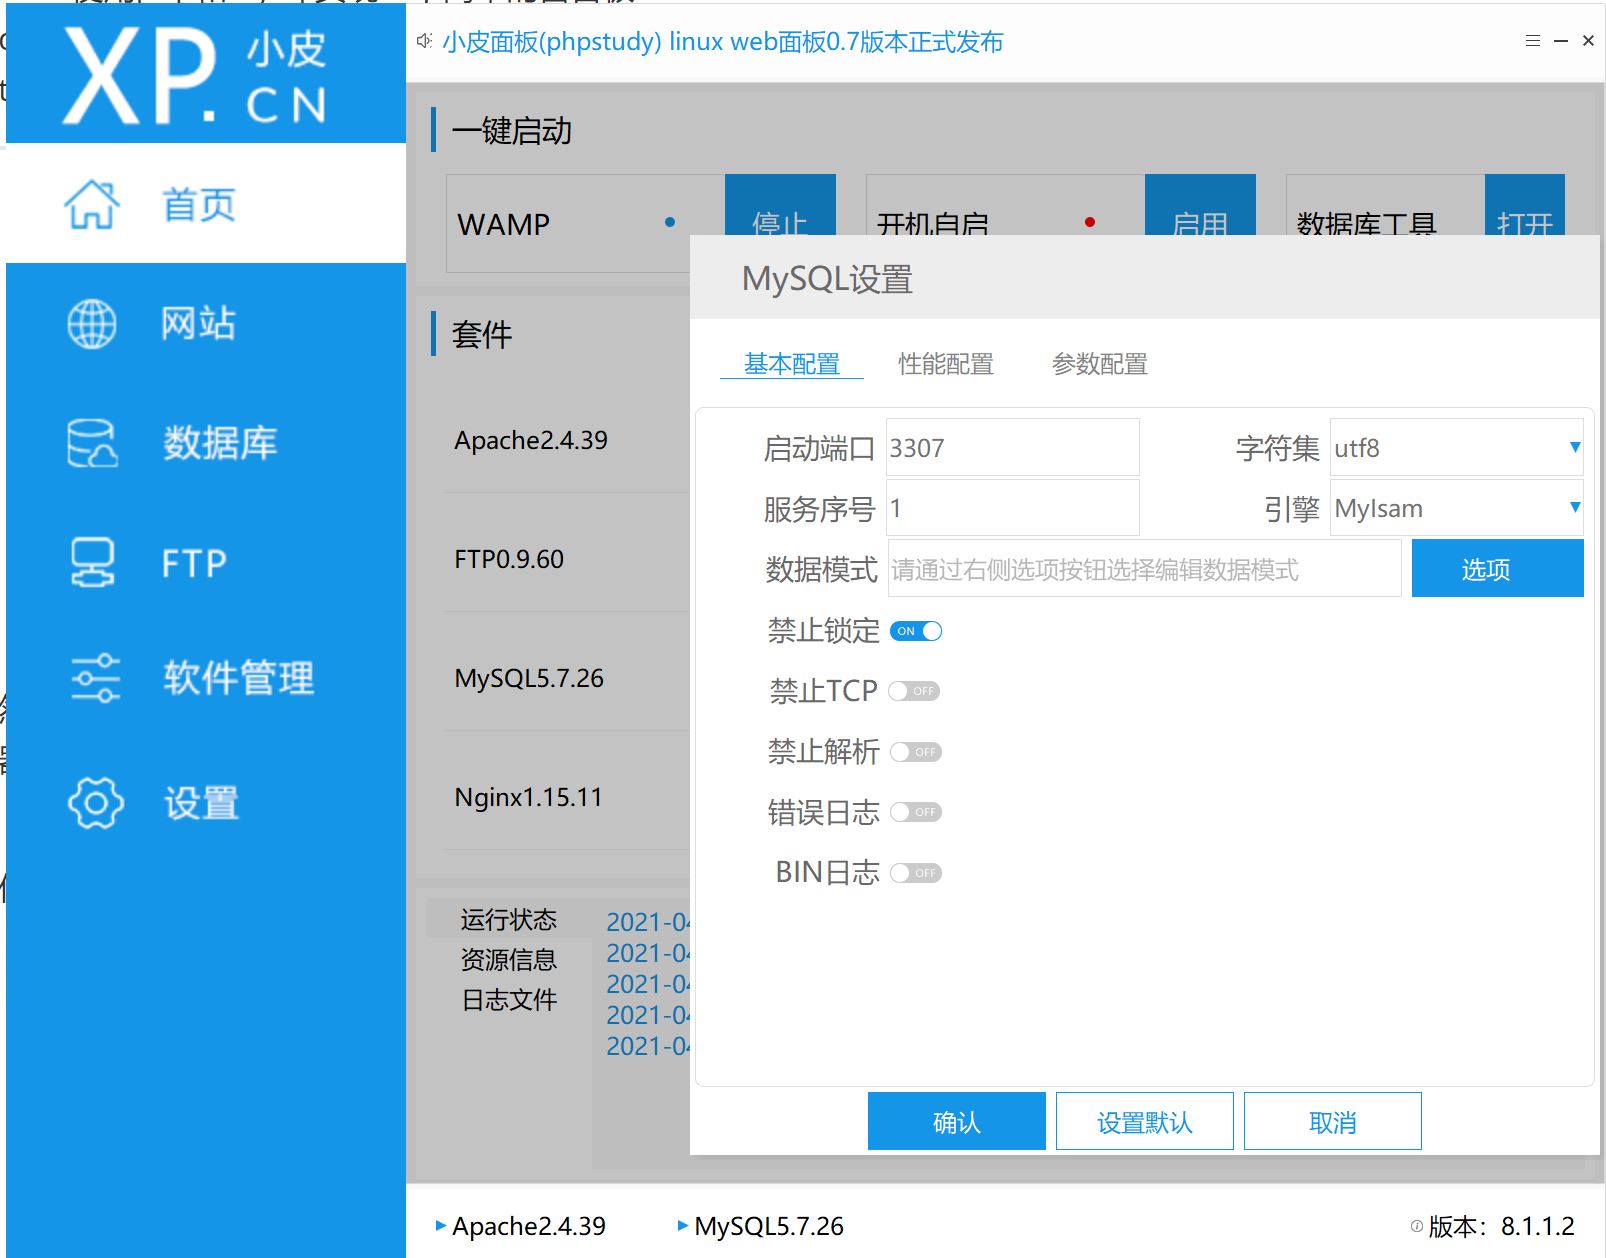 XP.小皮
CN
小皮面板(phpstudy) linux web面板0.7版本正式发布
首页
网站
数据库
FTP
软件管理
设置
一键启动
WAMP
停止
开机自启
启用
数据库工具
打开
套件
Apache2.4.39
FTP0.9.60
MySQL5.7.26
Nginx1.15.11
运行状态
资源信息
日志文件
2021-04
2021-04
2021-04
2021-04
2021-04
MySQL设置
基本配置 性能配置 参数配置
启动端口 3307 字符集 utf8
服务序号 1 引擎 MyIsam
数据模式 请通过右侧选项按钮选择编辑数据模式 选项
禁止锁定 ON
禁止TCP OFF
禁止解析 OFF
错误日志 OFF
BIN日志 OFF
确认 设置默认 取消
Apache2.4.39 MySQL5.7.26 版本：8.1.1.2